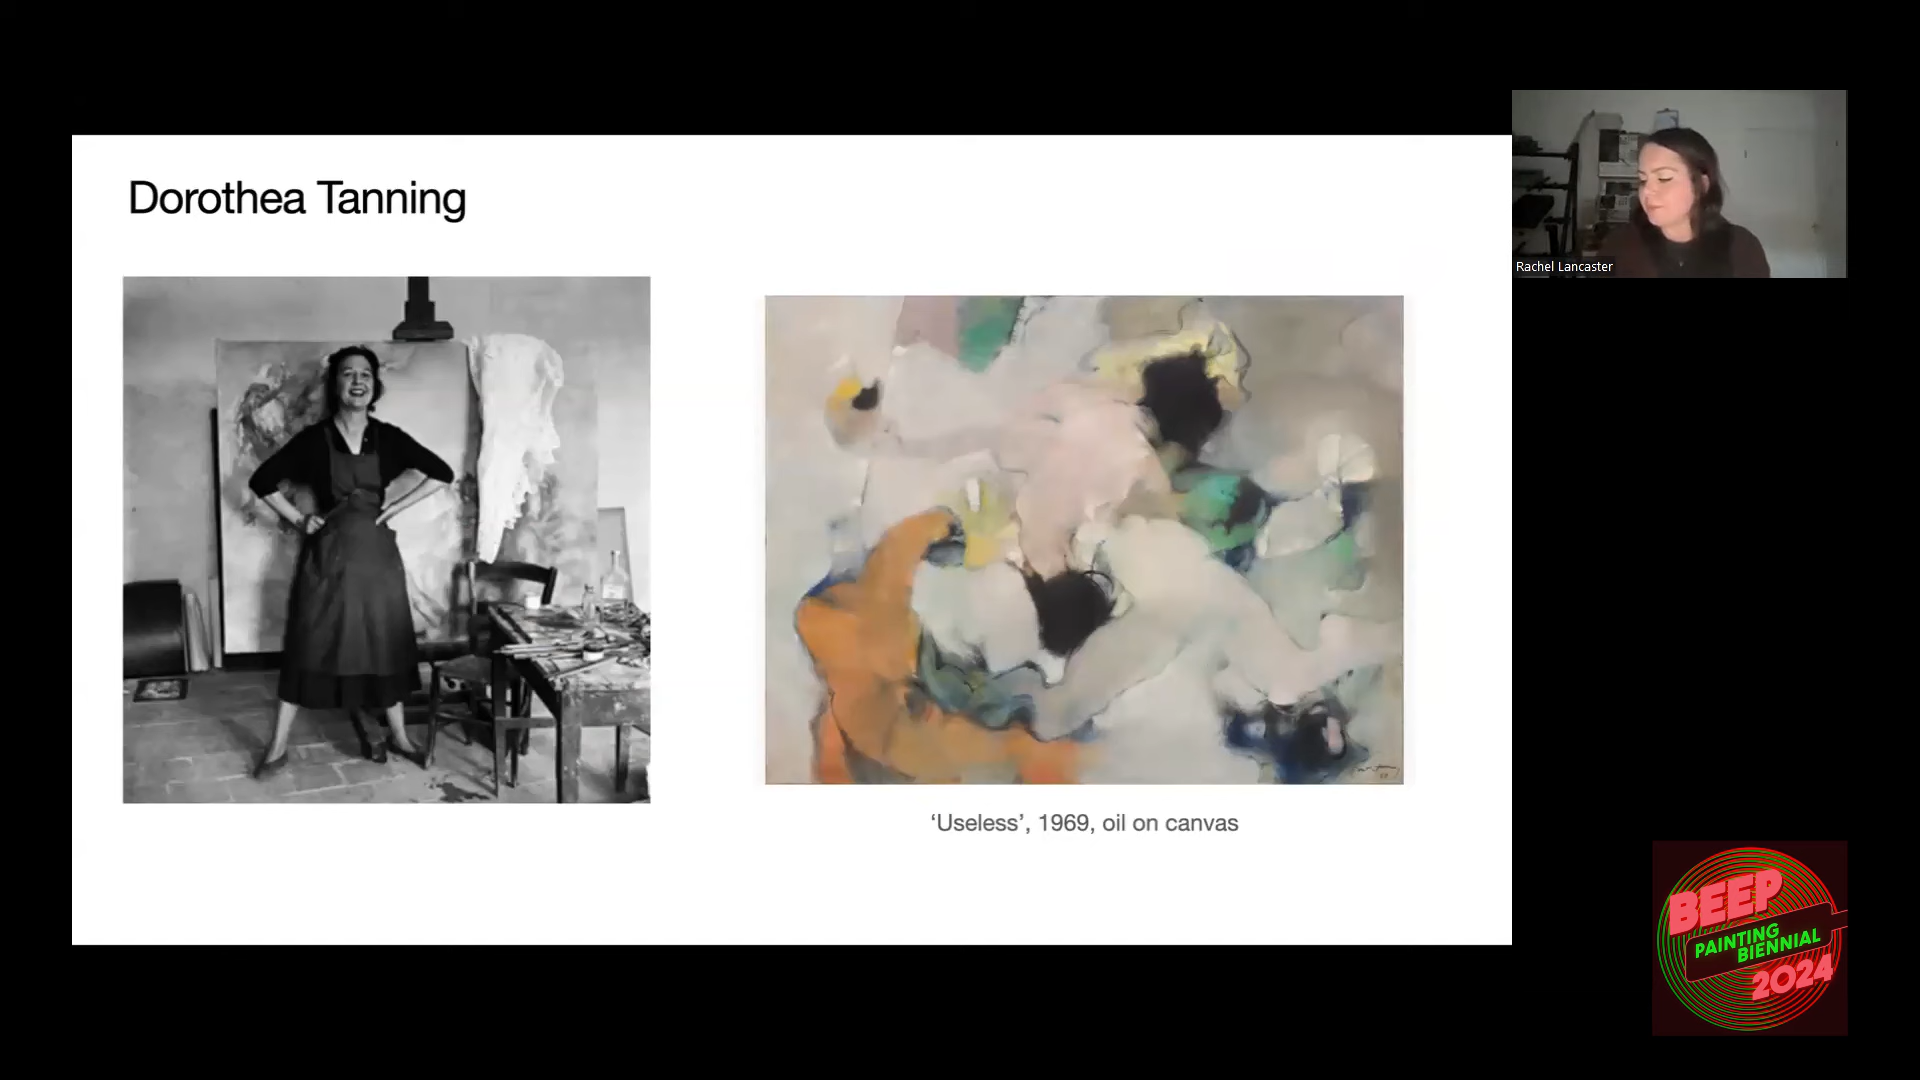 Dorothea Tanning
Rachel Lancaster
‘Useless’, 1969, oil on canvas
BEEP
PAINTING
BIENNIAL
2024